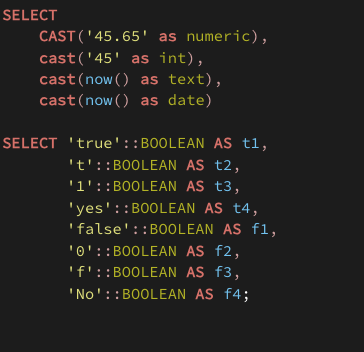 SELECT
    CAST('45.65' as numeric),
    cast('45' as int),
    cast(now() as text),
    cast(now() as date)

SELECT 'true'::BOOLEAN AS t1,
       't'::BOOLEAN AS t2,
       '1'::BOOLEAN AS t3,
       'yes'::BOOLEAN AS t4,
       'false'::BOOLEAN AS f1,
       '0'::BOOLEAN AS f2,
       'f'::BOOLEAN AS f3,
       'No'::BOOLEAN AS f4;